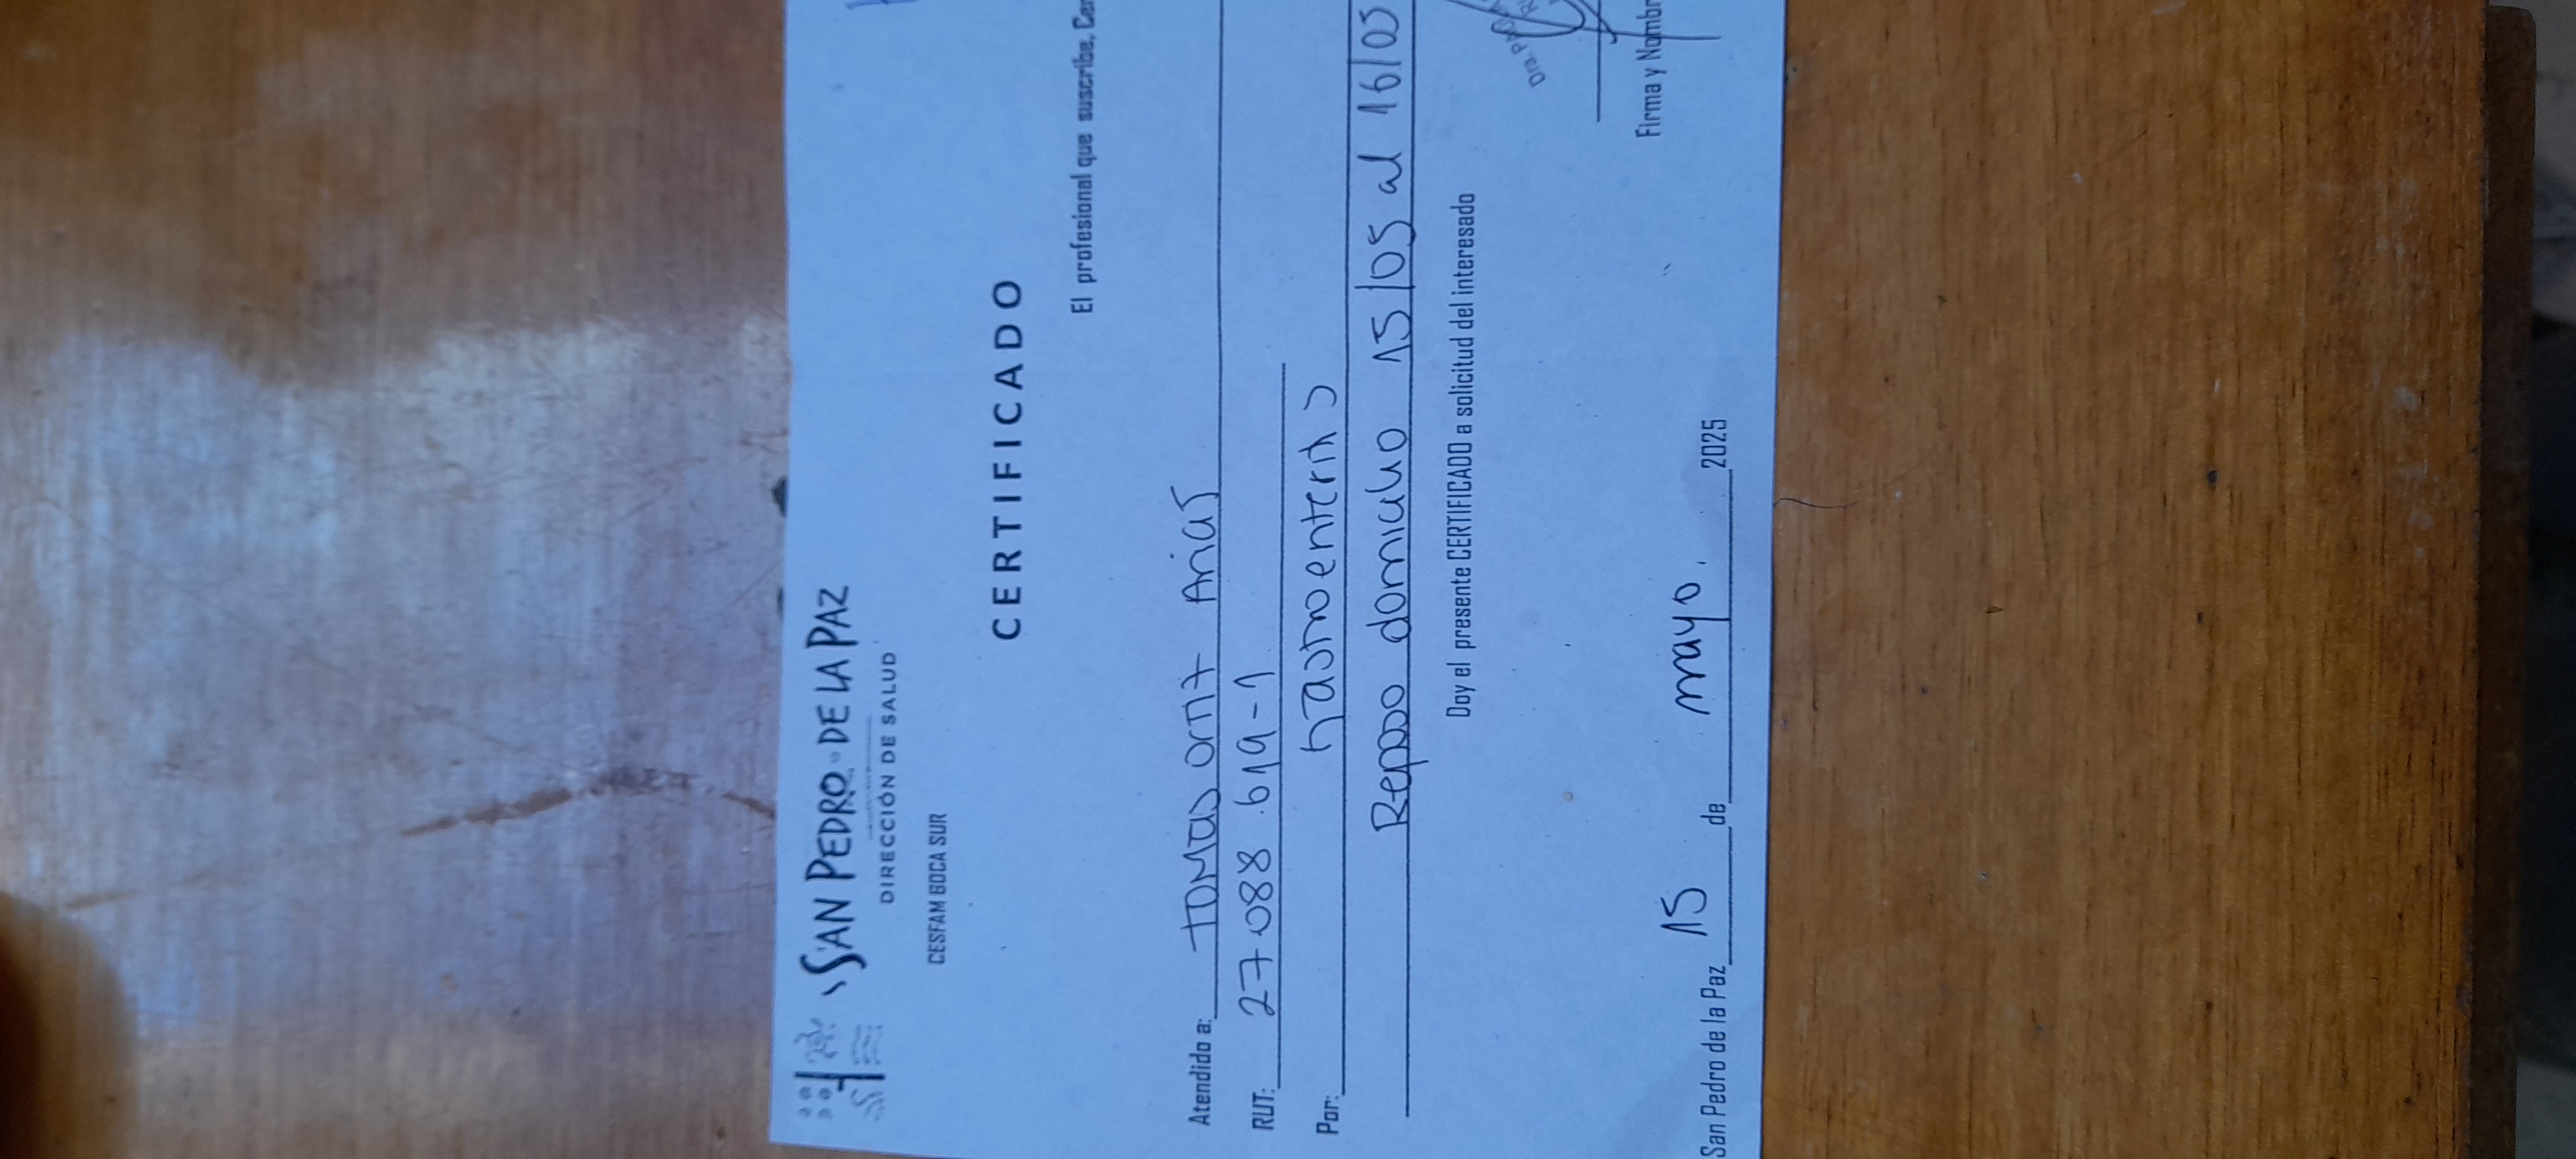 SAN PEDRO DE LA PAZ
DIRECCIÓN DE SALUD
CESFAM BOCA SUR
CERTIFICADO
El profesional que suscribe, Cer
Atendido a: Tomas Ortiz Arias
RUT: 27.088.619-1
Por: gastroenteritis
Reposo domicilio 15/05 al 16/05
Doy el presente CERTIFICADO a solicitud del interesado
Dra.
Firma y Nombr
San Pedro de la Paz 15 de mayo. 2025